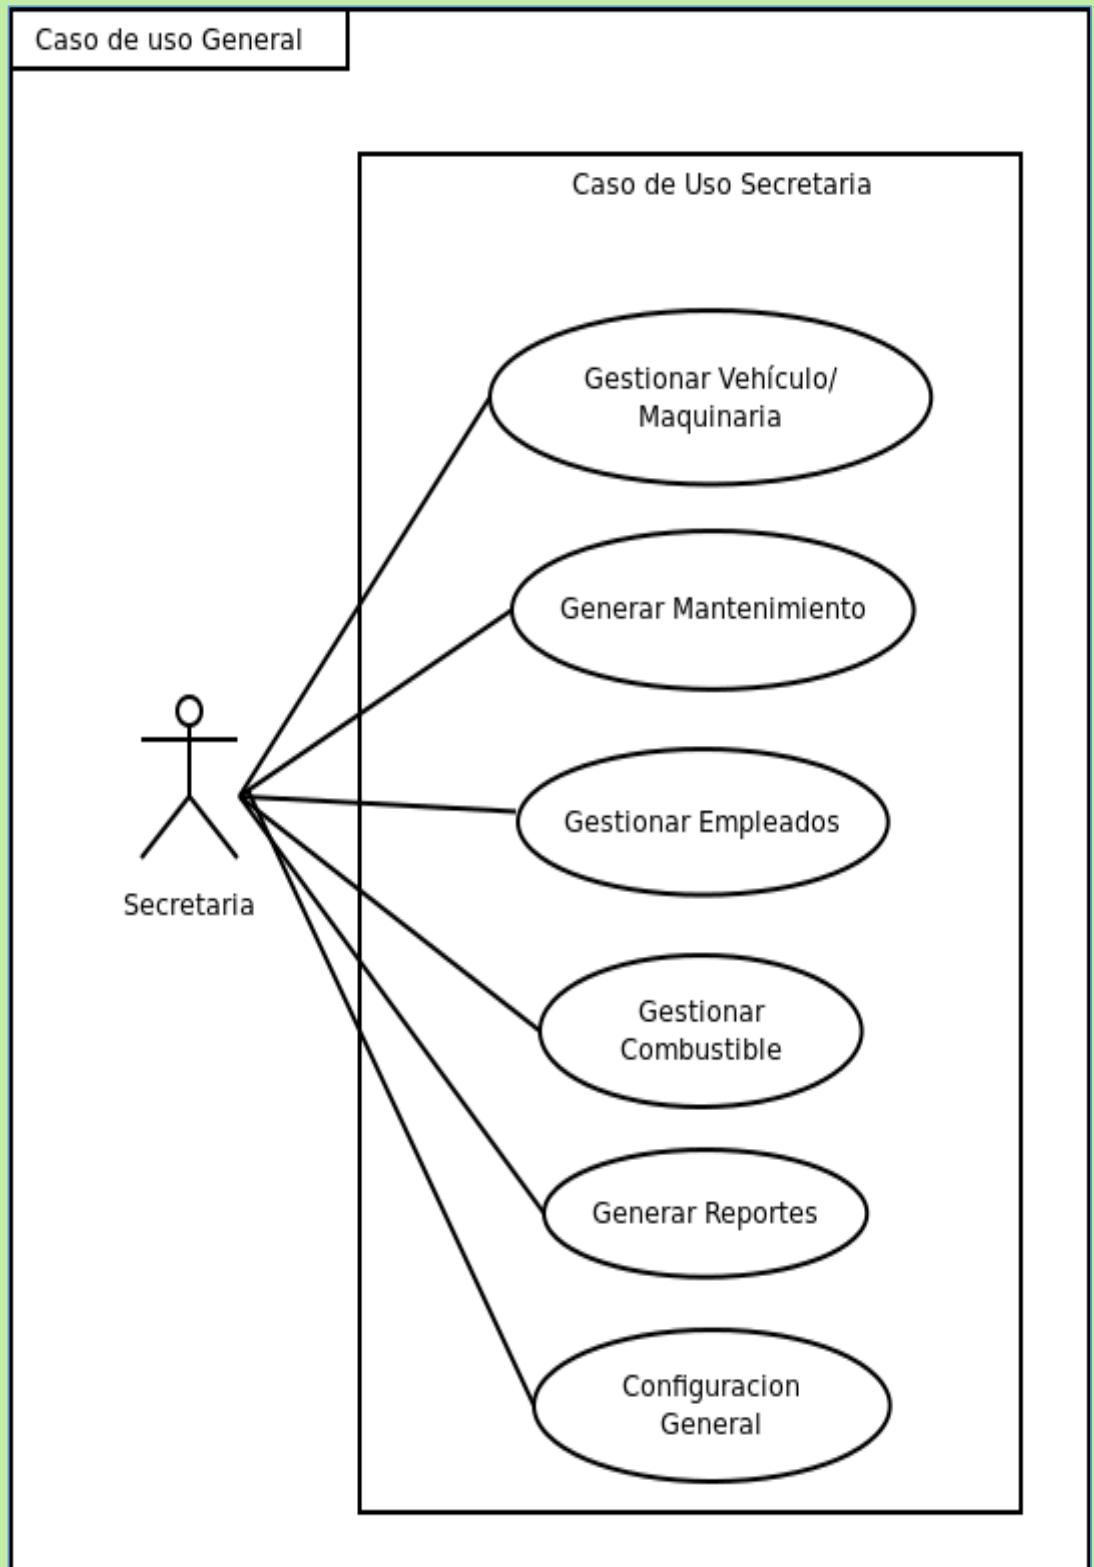 Caso de uso General
Caso de Uso Secretaria
Gestionar Vehículo/
Maquinaria
Generar Mantenimiento
Gestionar Empleados
Secretaria
Gestionar
Combustible
Generar Reportes
Configuracion
General